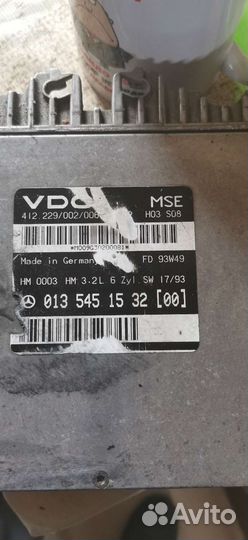 VDO MSE
412.229/002/006 H03 S08
*M009G30200081*
Made in Germany FD 93W49
HM 0003 HM 3.2L 6 Zyl. SW 17/93
013 545 15 32 [00]
Avito